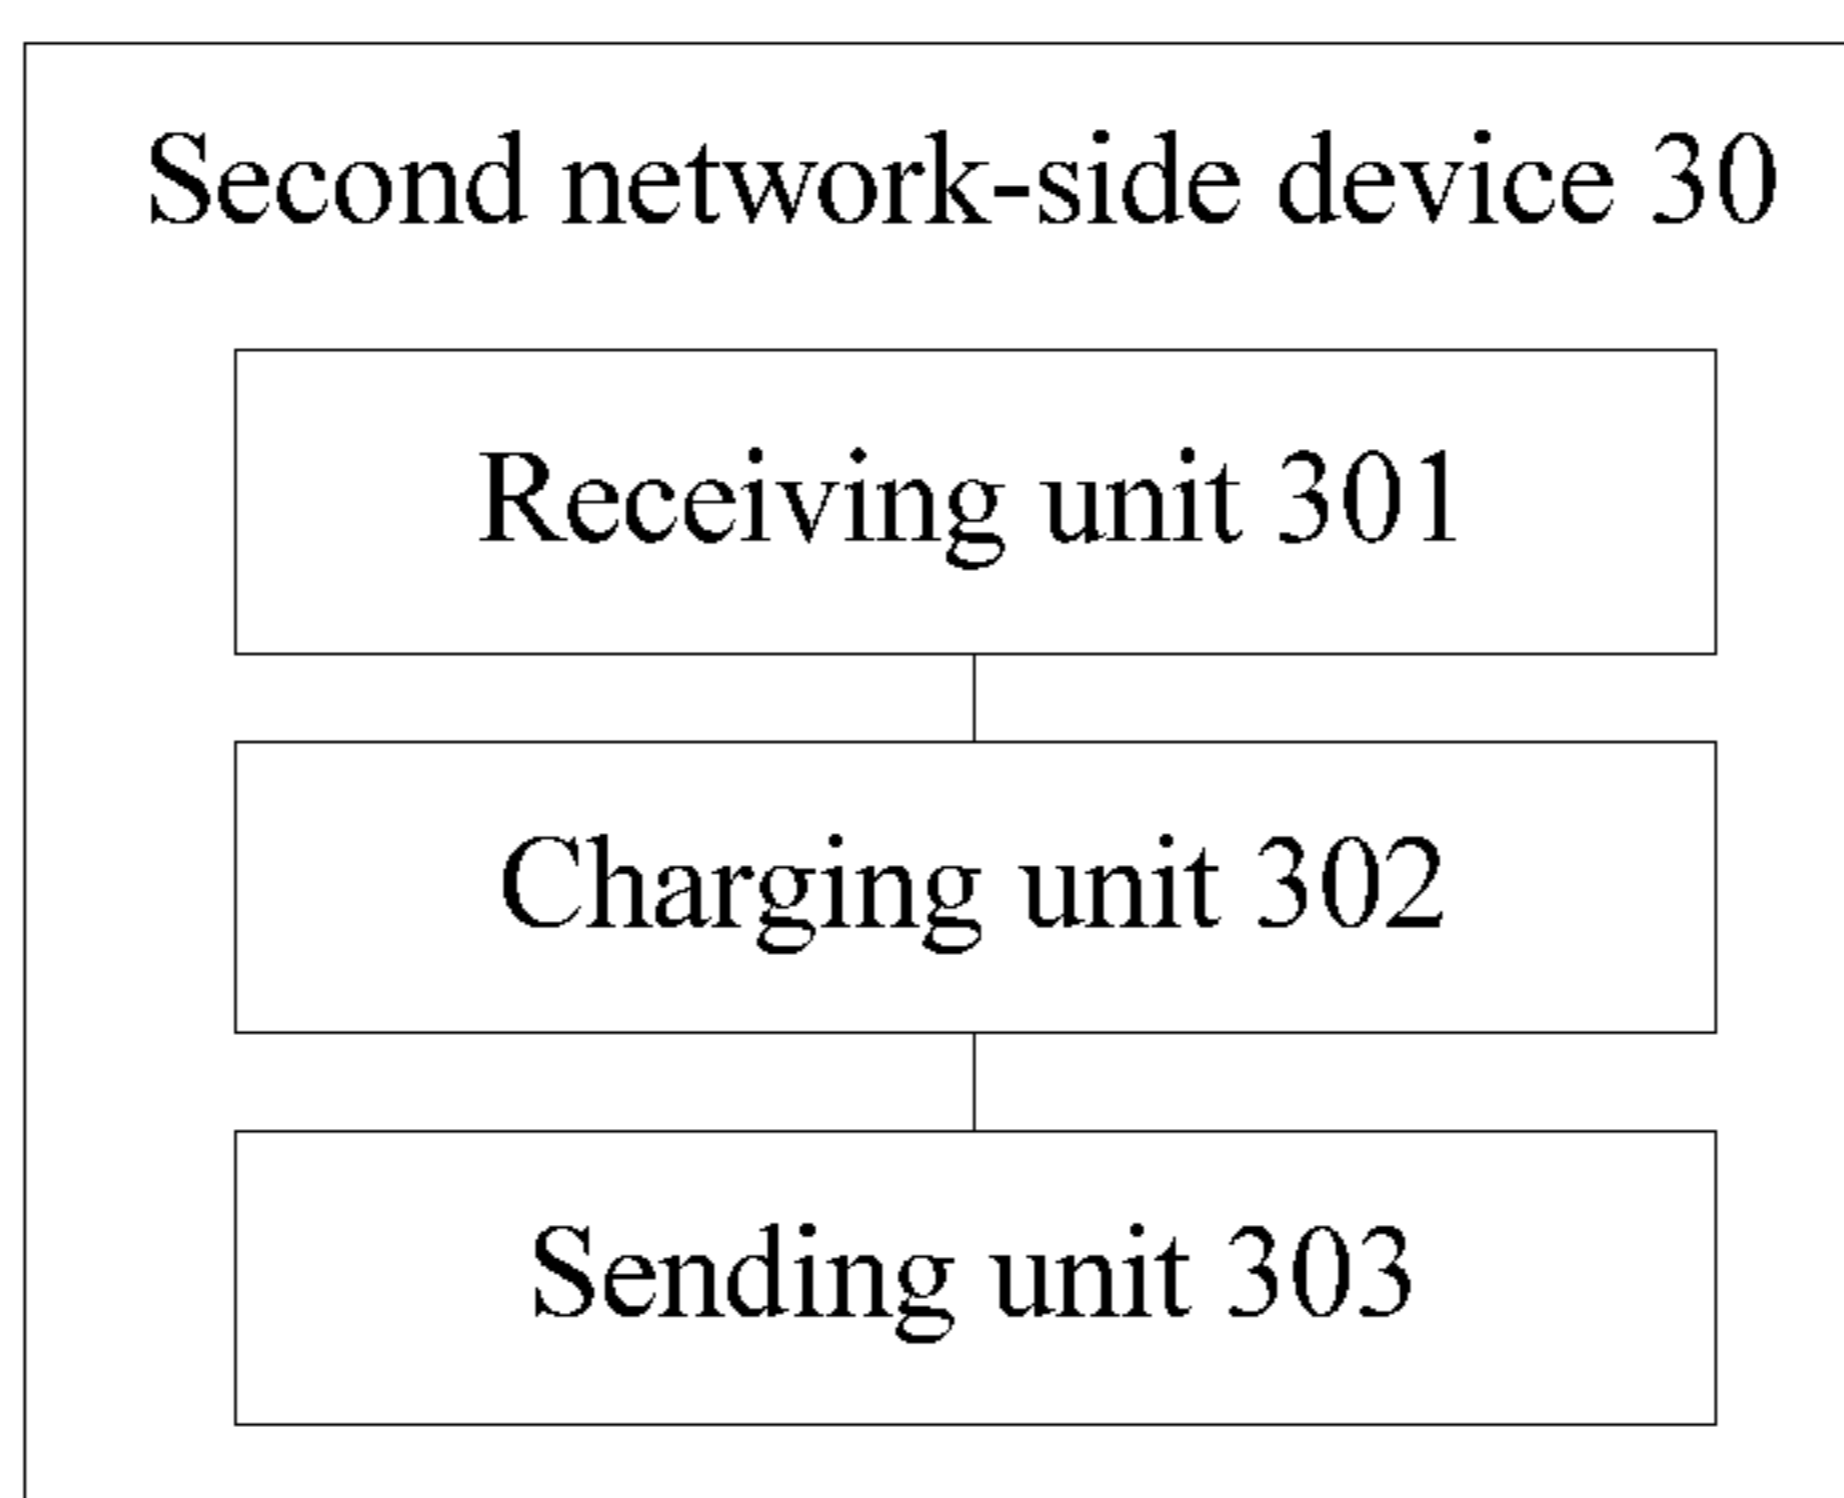 Second network-side device 30
Receiving unit 301
Charging unit 302
Sending unit 303